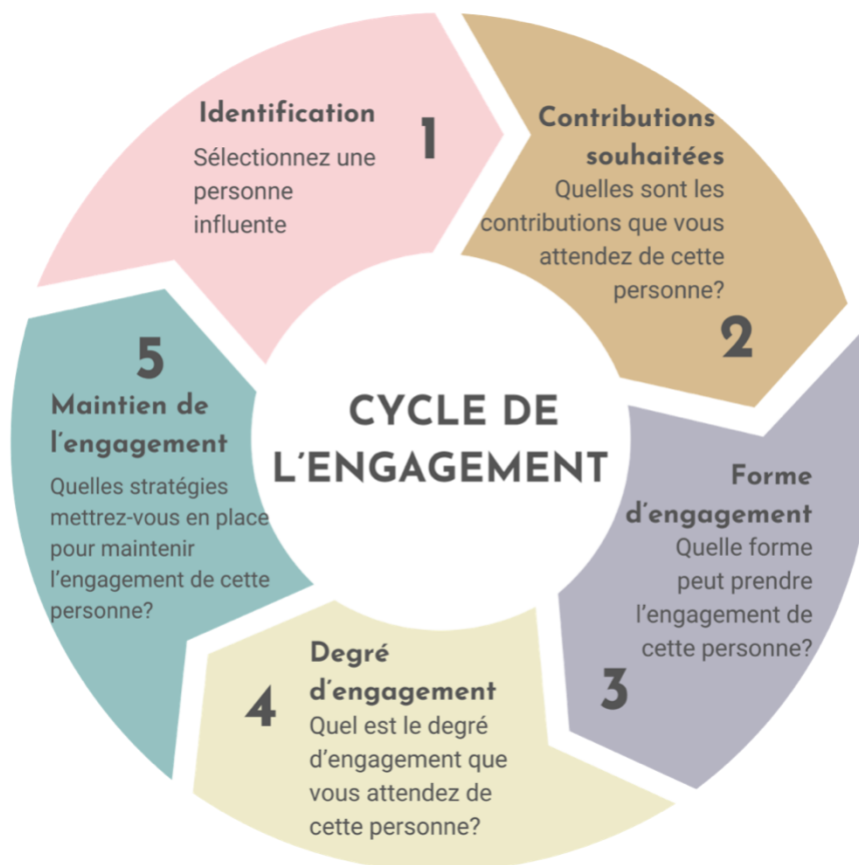 CYCLE DE
L'ENGAGEMENT
1
Identification
Sélectionnez une
personne
influente
Contributions
souhaitées
Quelles sont les
contributions que vous
attendez de cette
personne?
2
Forme
d'engagement
Quelle forme
peut prendre
l'engagement de
cette personne?
3
Degré
d'engagement
4
Quel est le degré
d'engagement que
vous attendez de
cette personne?
5
Maintien de
l'engagement
Quelles stratégies
mettrez-vous en place
pour maintenir
l'engagement de cette
personne?